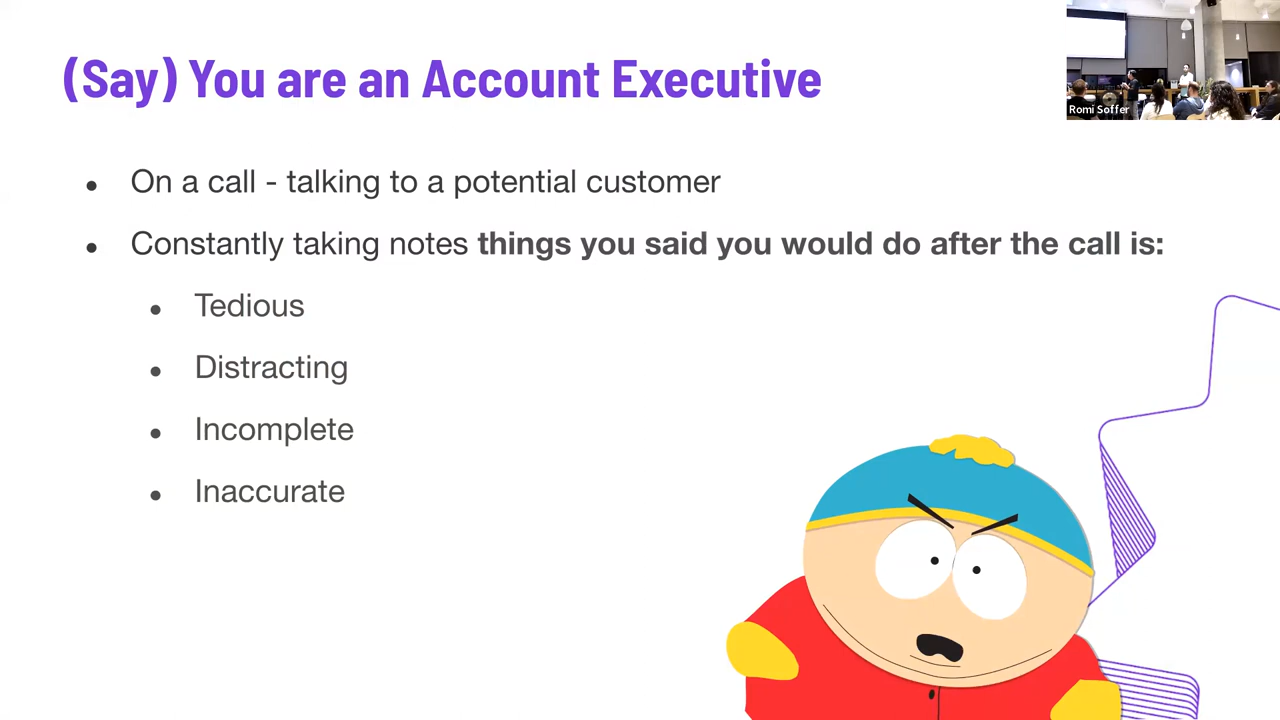 (Say) You are an Account Executive
Romi Soffer
On a call - talking to a potential customer
Constantly taking notes things you said you would do after the call is:
Tedious
Distracting
Incomplete
Inaccurate